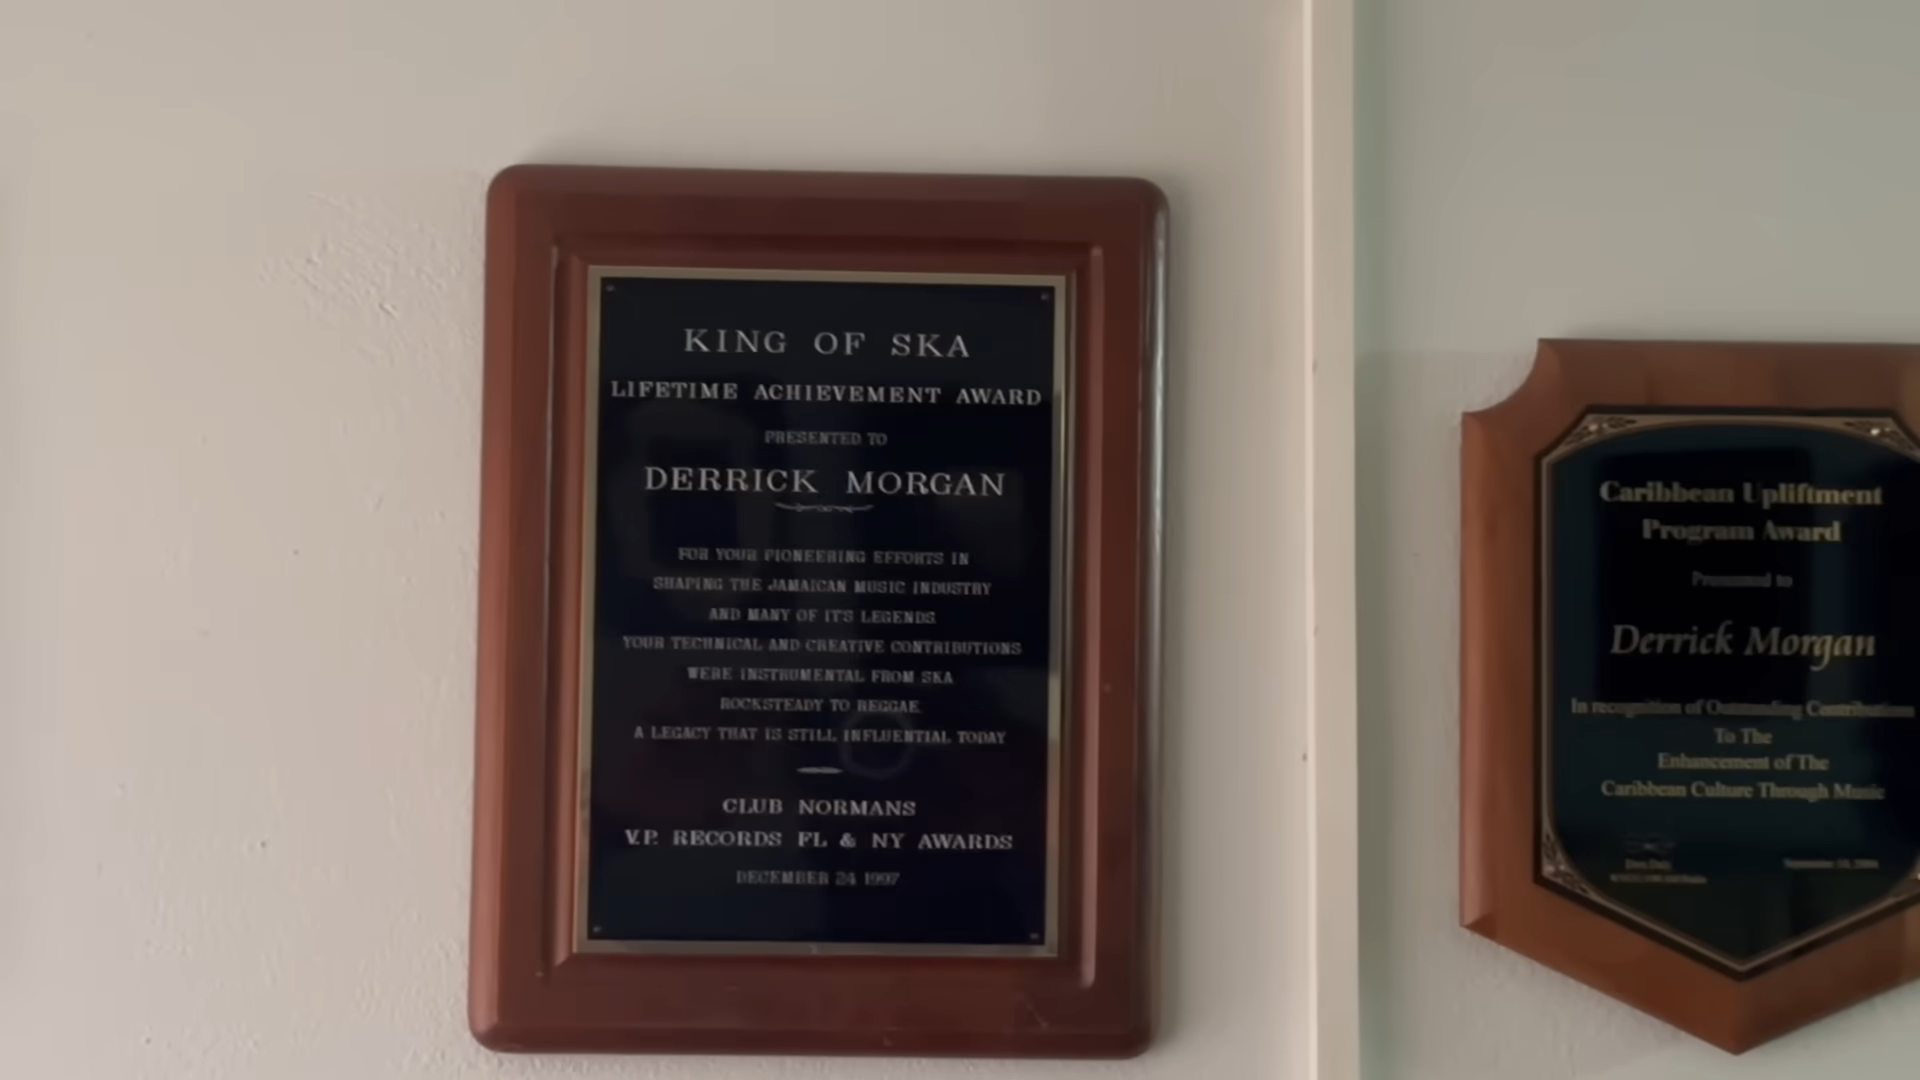 KING OF SKA
LIFETIME ACHIEVEMENT AWARD
PRESENTED TO
DERRICK MORGAN
FOR YOUR PIONEERING EFFORTS IN
SHAPING THE JAMAICAN MUSIC INDUSTRY
AND MANY OF IT'S LEGENDS
YOUR TECHNICAL AND CREATIVE CONTRIBUTIONS
WERE INSTRUMENTAL FROM SKA
ROCKSTEADY TO REGGAE
A LEGACY THAT IS STILL INFLUENTIAL TODAY
CLUB NORMANS
V.P. RECORDS FL & NY AWARDS
DECEMBER 24 1997
Caribbean Upliftment
Program Award
Presented to
Derrick Morgan
In recognition of Outstanding Contributions
To The
Enhancement of The
Caribbean Culture Through Music